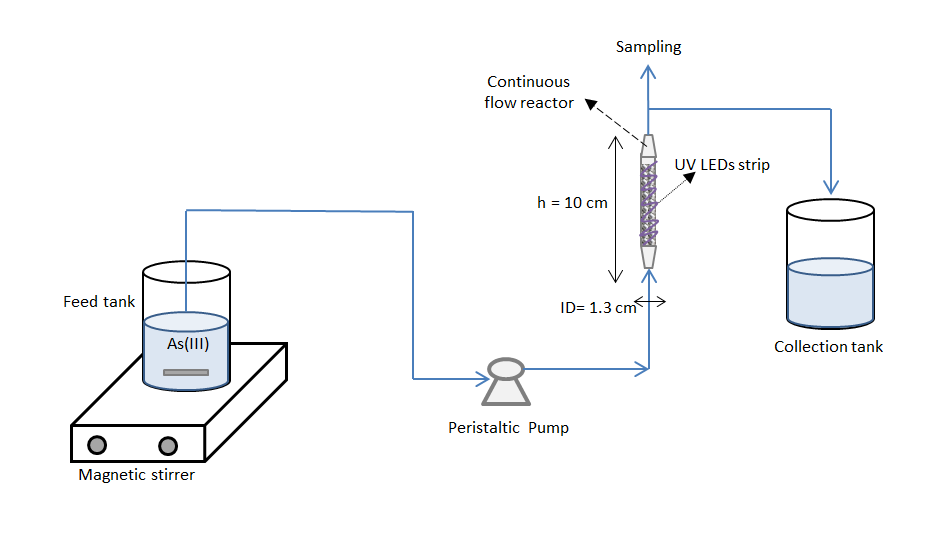 Sampling
Continuous
flow reactor
UV LEDs strip
h = 10 cm
Feed tank
ID= 1.3 cm
As(III)
Collection tank
Peristaltic Pump
Magnetic stirrer